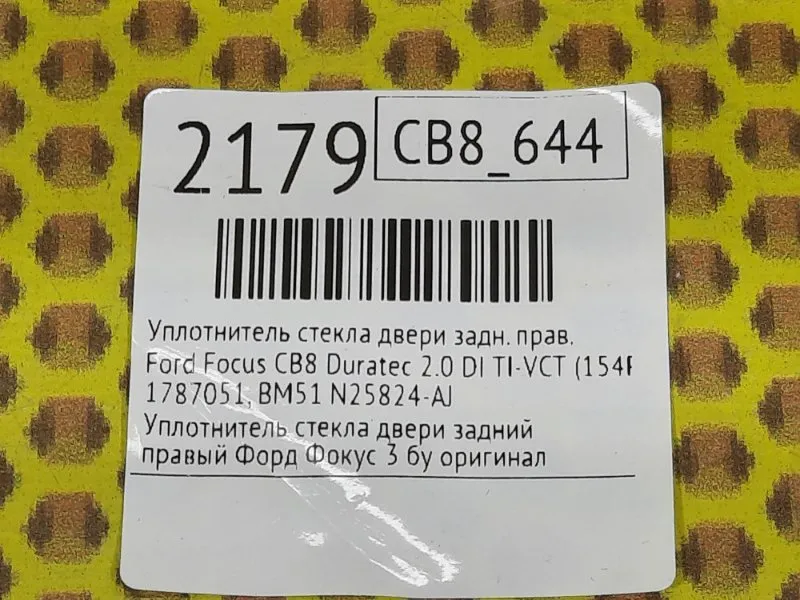 2179 CB8_644
Уплотнитель стекла двери задн. прав.
Ford Focus CB8 Duratec 2.0 DI TI-VCT (154
1787051, BM51 N25824-AJ
Уплотнитель стекла двери задний
правый Форд Фокус 3 бу оригинал